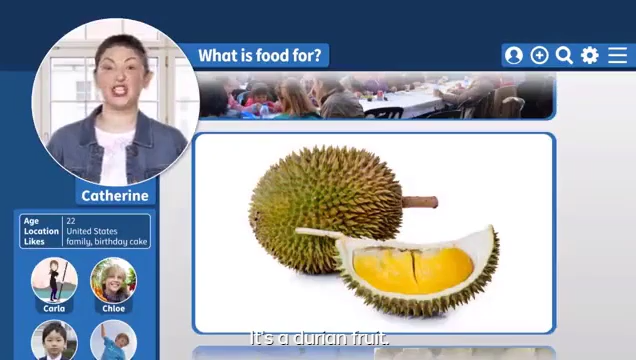 What is food for?
Catherine
Age 22
Location United States
Likes family, birthday cake
Carla
Chloe
It's a durian fruit.